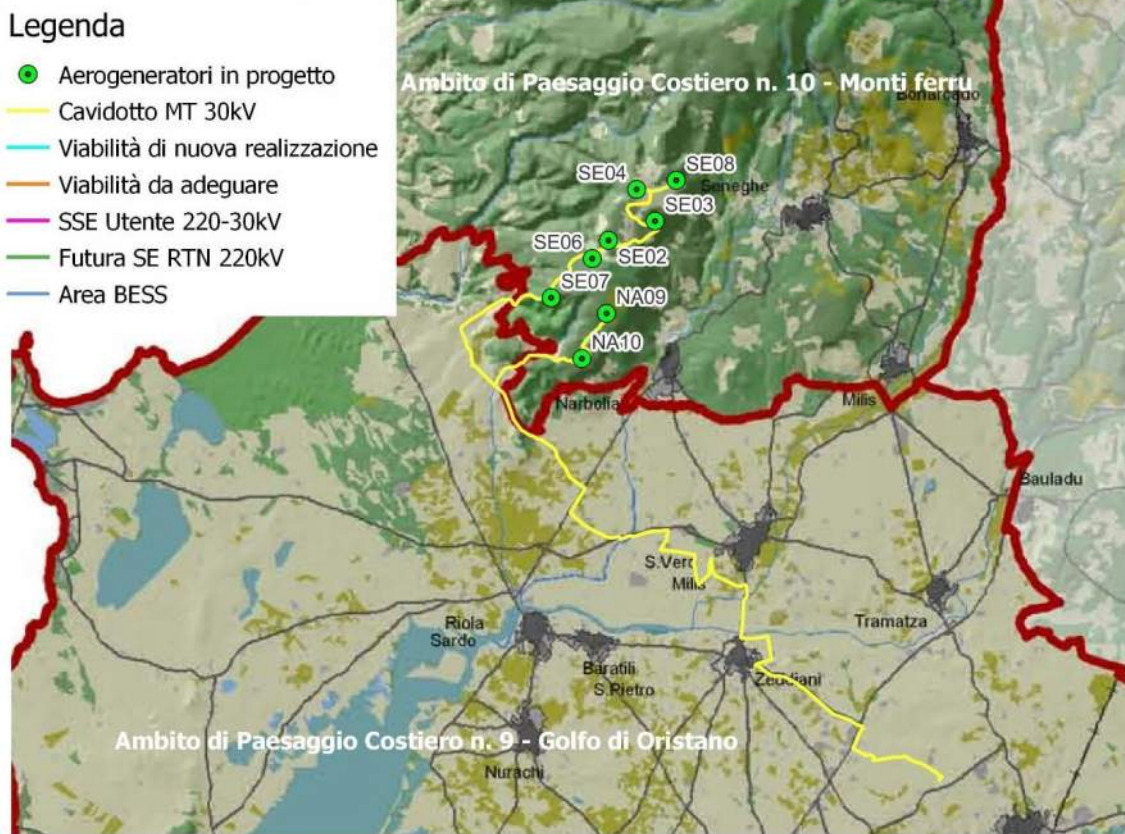 Legenda
Aerogeneratori in progetto
Cavidotto MT 30kV
Viabilità di nuova realizzazione
Viabilità da adeguare
SSE Utente 220-30kV
Futura SE RTN 220kV
Area BESS
Ambito di Paesaggio Costiero n. 10 - Monti ferru
Bonarcado
SE04
SE08
Seneghe
SE03
SE06
SE02
SE07
NA09
NA10
Narbolia
Milis
Bauladu
S.Vero
Milis
Tramatza
Riola
Sardo
Baratili
S.Pietro
Zeddiani
Ambito di Paesaggio Costiero n. 9 - Golfo di Oristano
Nurachi